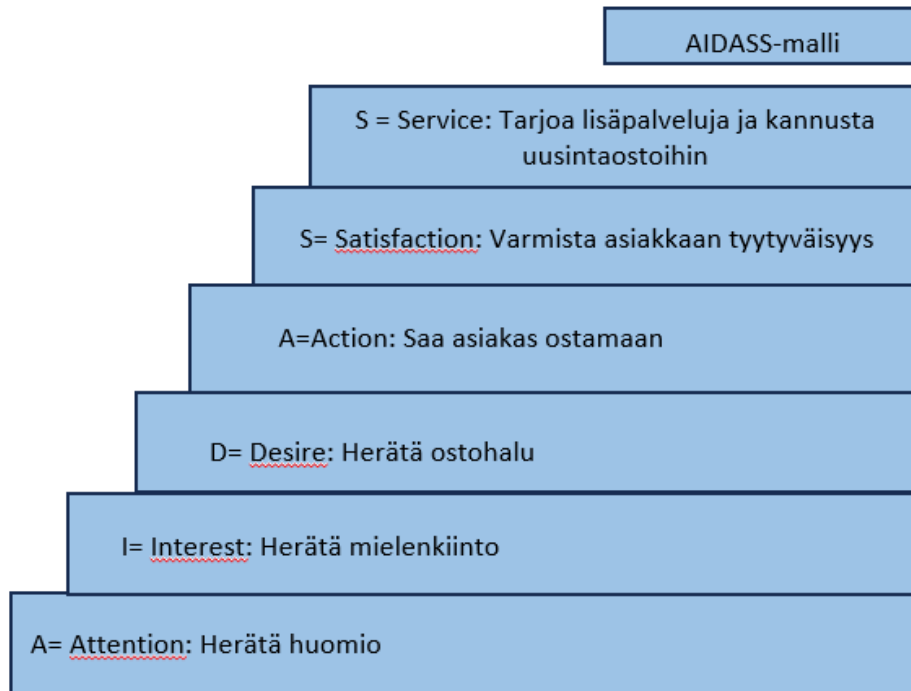 AIDASS-malli
S = Service: Tarjoa lisäpalveluja ja kannusta
uusintaostoihin
S= Satisfaction: Varmista asiakkaan tyytyväisyys
A=Action: Saa asiakas ostamaan
D= Desire: Herätä ostohalu
I= Interest: Herätä mielenkiinto
A= Attention: Herätä huomio